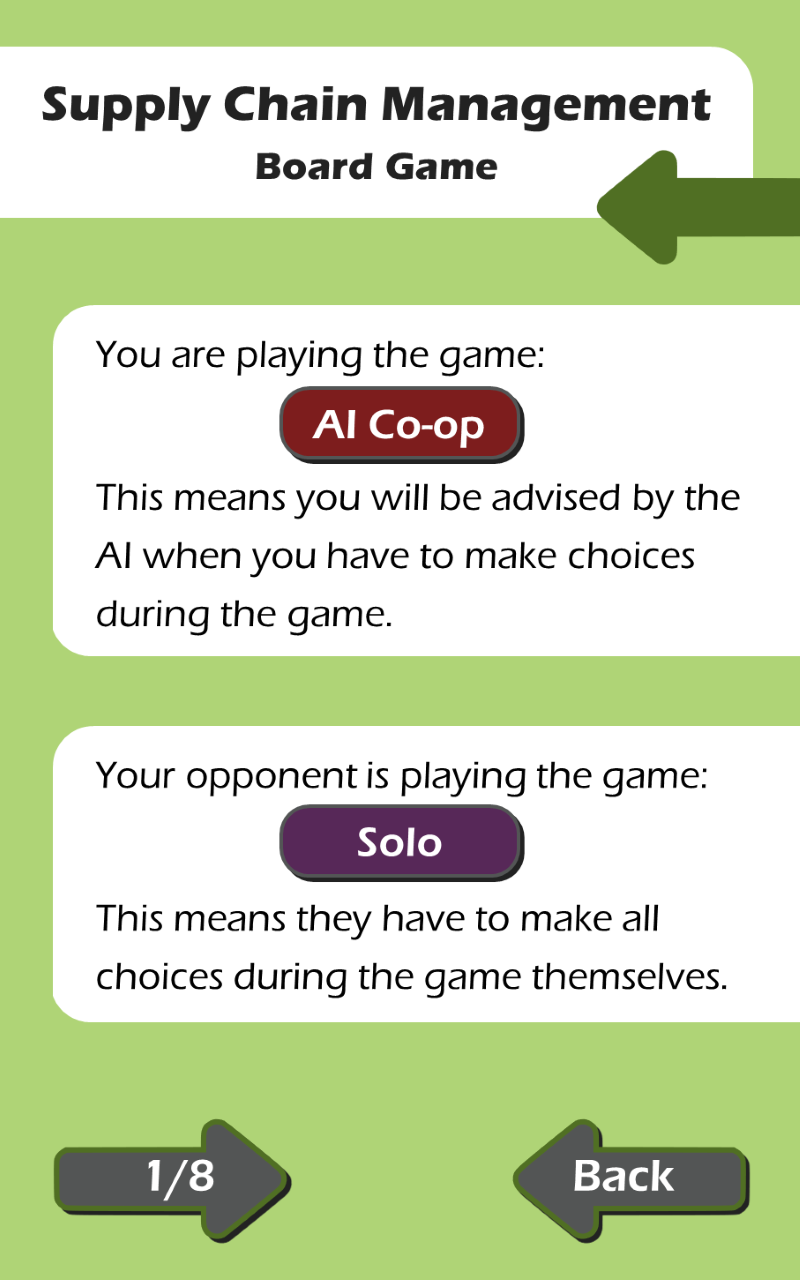 Supply Chain Management
Board Game
You are playing the game:
AI Co-op
This means you will be advised by the
AI when you have to make choices
during the game.
Your opponent is playing the game:
Solo
This means they have to make all
choices during the game themselves.
1/8
Back